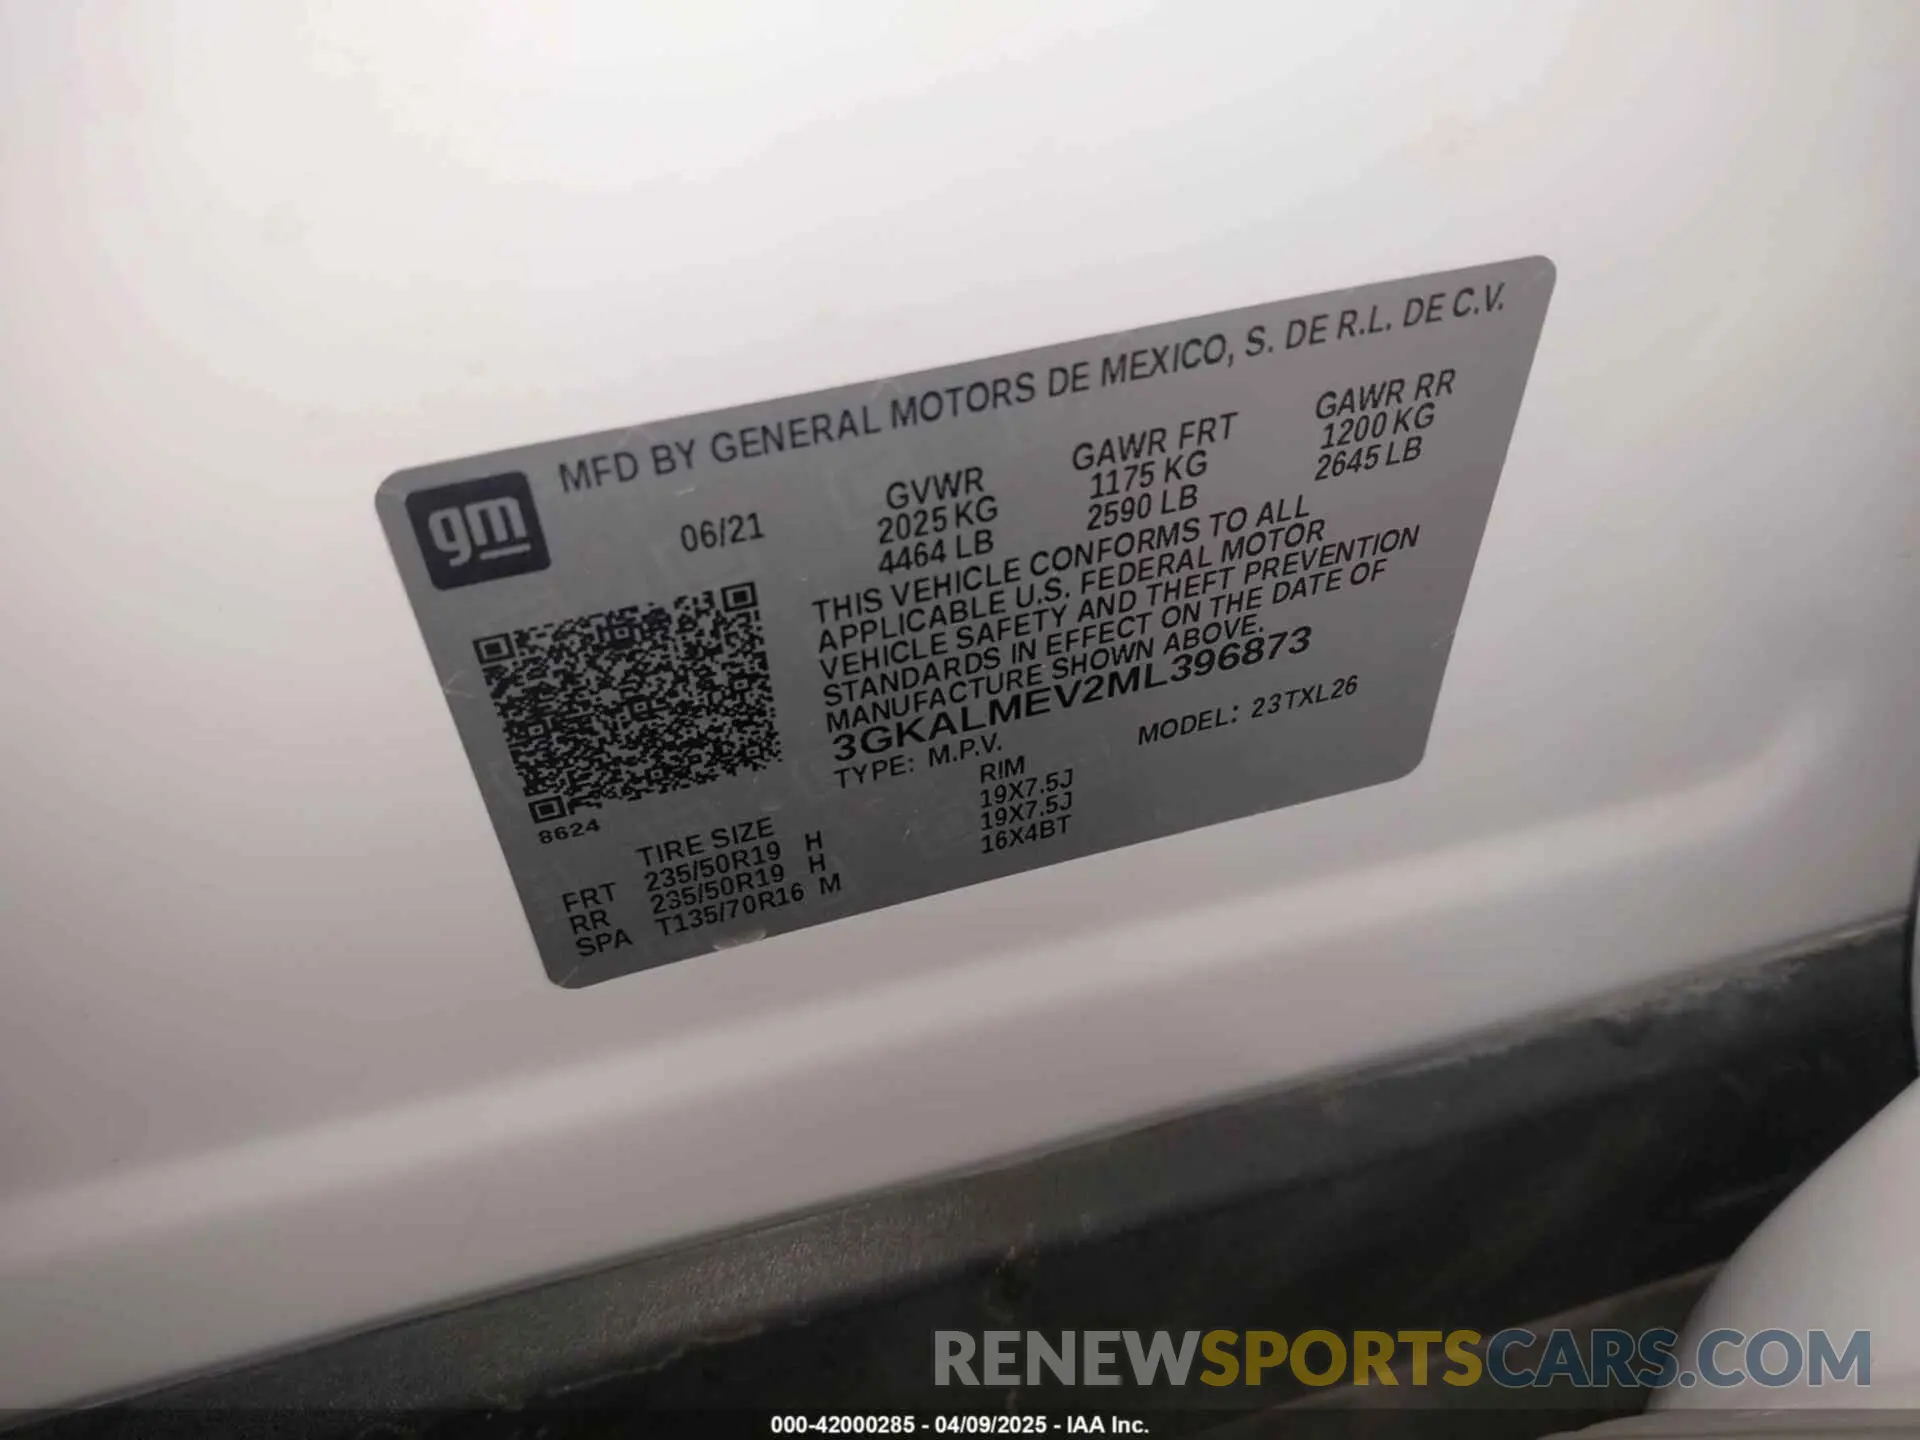 MFD BY GENERAL MOTORS DE MEXICO, S. DE R.L. DE C.V.
gm
06/21
GVWR
2025 KG
4464 LB
GAWR FRT
1175 KG
2590 LB
GAWR RR
1200 KG
2645 LB
THIS VEHICLE CONFORMS TO ALL
APPLICABLE U.S. FEDERAL MOTOR
VEHICLE SAFETY AND THEFT PREVENTION
STANDARDS IN EFFECT ON THE DATE OF
MANUFACTURE SHOWN ABOVE.
3GKALMEV2ML396873
TYPE: M.P.V. MODEL: 23TXL26
8624
TIRE SIZE RIM
FRT 235/50R19 H 19X7.5J
RR 235/50R19 H 19X7.5J
SPA T135/70R16 M 16X4BT
RENEWSPORTSCARS.COM
000-42000285 - 04/09/2025 - IAA Inc.